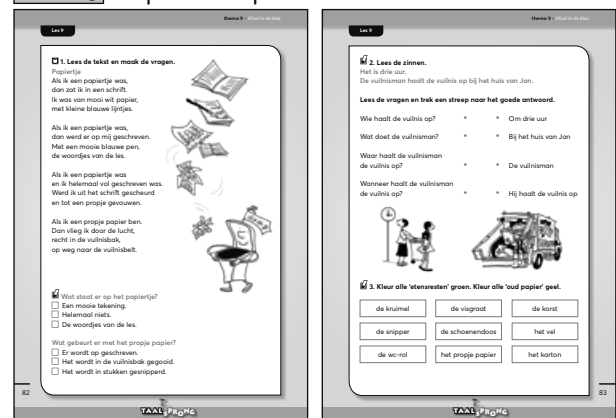 thema 9 • Afval in de klas
Les 9
1. Lees de tekst en maak de vragen.
Papiertje
Als ik een papiertje was,
dan zat ik in een schrift.
Ik was van mooi wit papier,
met kleine blauwe lijntjes.
Als ik een papiertje was,
dan werd er op mij geschreven.
Met een mooie blauwe pen,
de woordjes van de les.
Als ik een papiertje was
en ik helemaal vol geschreven was.
Werd ik uit het schrift gescheurd
en tot een propje gevouwen.
Als ik een propje papier ben.
Dan vlieg ik door de lucht,
recht in de vuilnisbak,
op weg naar de vuilnisbelt.
Wat staat er op het papiertje?
Een mooie tekening.
Helemaal niets.
De woordjes van de les.
Wat gebeurt er met het propje papier?
Er wordt op geschreven.
Het wordt in de vuilnisbak gegooid.
Het wordt in stukken gesnipperd.
82
TAALSPRONG
thema 9 • Afval in de klas
Les 9
2. Lees de zinnen.
Het is drie uur.
De vuilnisman haalt de vuilnis op bij het huis van Jan.
Lees de vragen en trek een streep naar het goede antwoord.
Wie haalt de vuilnis op? • • Om drie uur
Wat doet de vuilnisman? • • Bij het huis van Jan
Waar haalt de vuilnisman
de vuilnis op? • • De vuilnisman
Wanneer haalt de vuilnisman
de vuilnis op? • • Hij haalt de vuilnis op
3. Kleur alle 'etensresten' groen. Kleur alle 'oud papier' geel.
de kruimel de visgraat de korst
de snipper de schoenendoos het vel
de wc-rol het propje papier het karton
83
TAALSPRONG